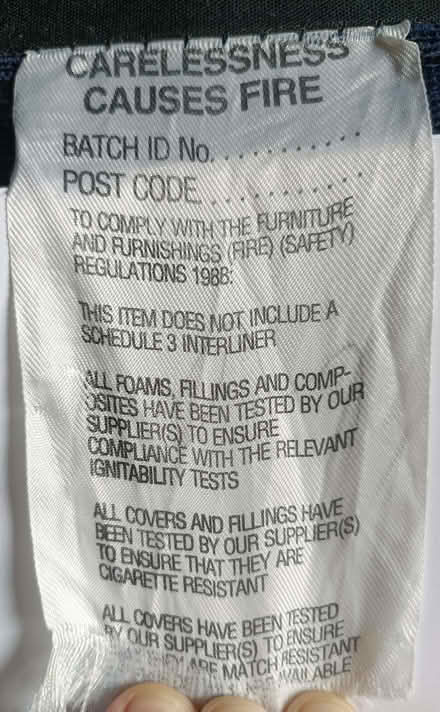 CARELESSNESS
CAUSES FIRE
BATCH ID No. . . . . . . . . . . .
POST CODE . . . . . . . . . . . .
TO COMPLY WITH THE FURNITURE
AND FURNISHINGS (FIRE) (SAFETY)
REGULATIONS 1988:
THIS ITEM DOES NOT INCLUDE A
SCHEDULE 3 INTERLINER
ALL FOAMS, FILLINGS AND COMP-
OSITES HAVE BEEN TESTED BY OUR
SUPPLIER(S) TO ENSURE
COMPLIANCE WITH THE RELEVANT
IGNITABILITY TESTS
ALL COVERS AND FILLINGS HAVE
BEEN TESTED BY OUR SUPPLIER(S)
TO ENSURE THAT THEY ARE
CIGARETTE RESISTANT
ALL COVERS HAVE BEEN TESTED
BY OUR SUPPLIER(S) TO ENSURE
THEY ARE MATCH RESISTANT
AVAILABLE